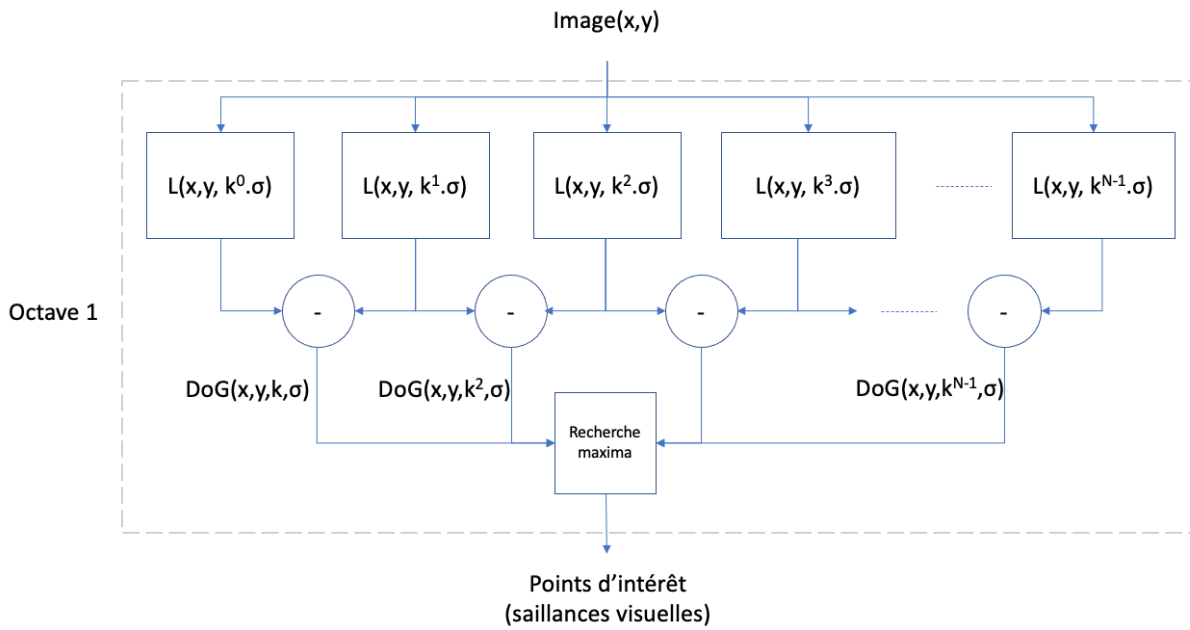 Image(x,y)
L(x,y, k⁰.σ)
L(x,y, k¹.σ)
L(x,y, k².σ)
L(x,y, k³.σ)
L(x,y, kᴺ⁻¹.σ)
Octave 1
-
-
-
-
DoG(x,y,k,σ)
DoG(x,y,k²,σ)
DoG(x,y,kᴺ⁻¹,σ)
Recherche
maxima
Points d’intérêt
(saillances visuelles)